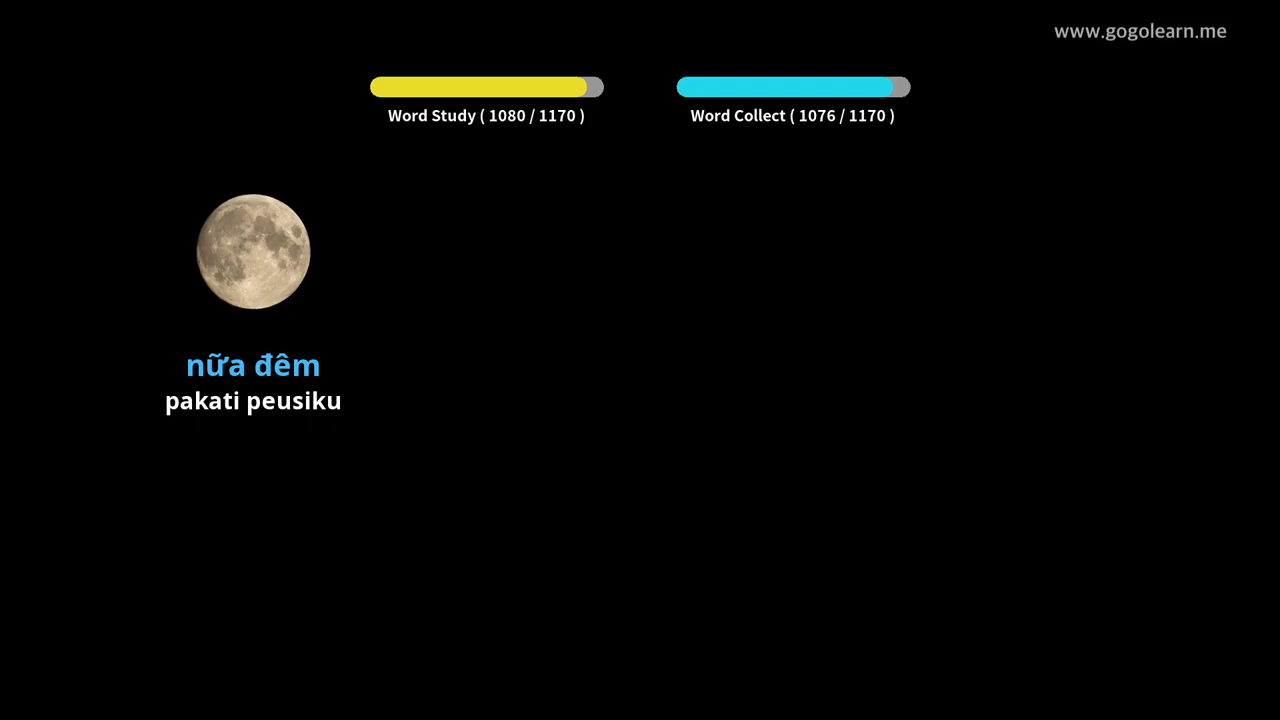 www.gogolearn.me
Word Study ( 1080 / 1170 )
Word Collect ( 1076 / 1170 )
nữa đêm
pakati peusiku